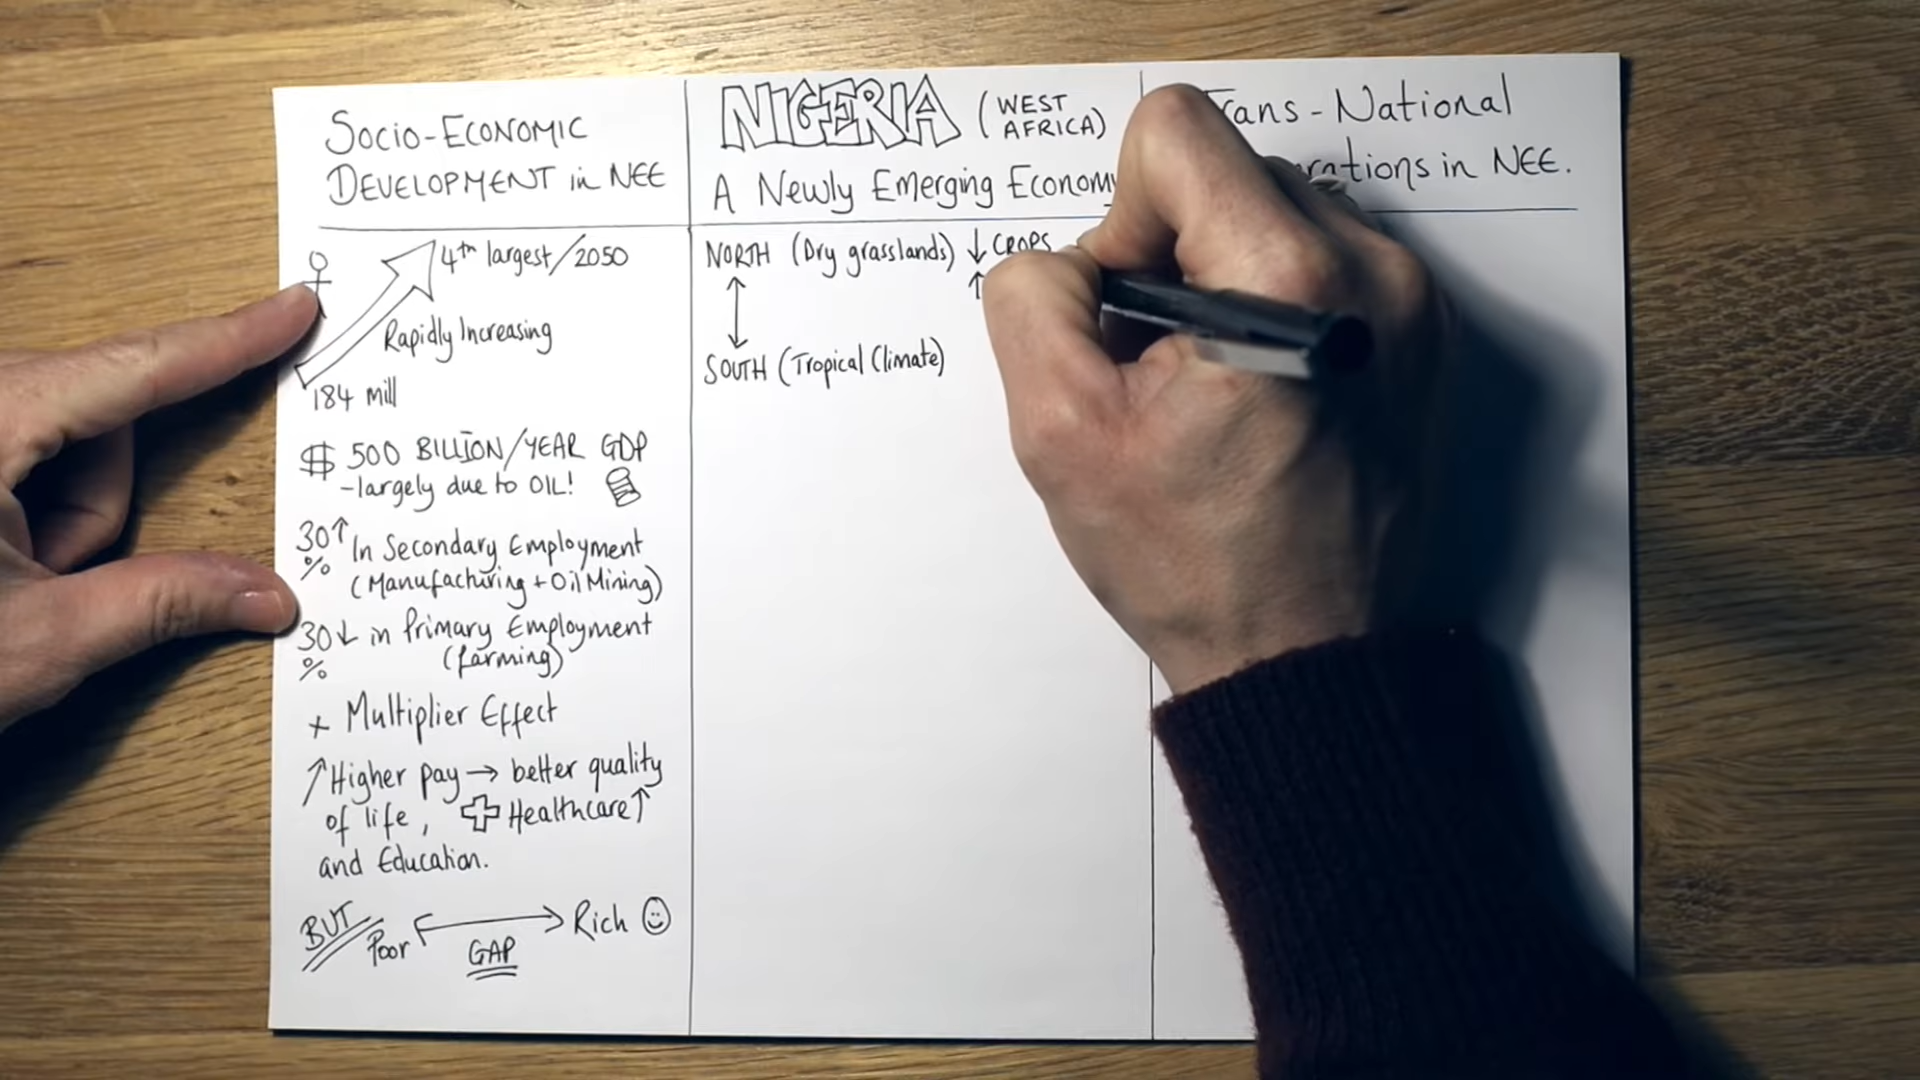 SOCIO-ECONOMIC
DEVELOPMENT in NEE
4th largest/2050
Rapidly Increasing
184 mill
$ 500 BILLION/YEAR GDP
-largely due to OIL!
30%↑ In Secondary Employment
(Manufacturing + Oil Mining)
30%↓ in Primary Employment
(farming)
+ Multiplier Effect
↑Higher pay → better quality
of life, Healthcare↑
and Education.
BUT Poor ↔ Rich
GAP
NIGERIA (WEST
AFRICA)
A Newly Emerging Economy
NORTH (Dry grasslands) ↓ CROPS
↑
SOUTH (Tropical Climate)
Trans-National
in NEE.